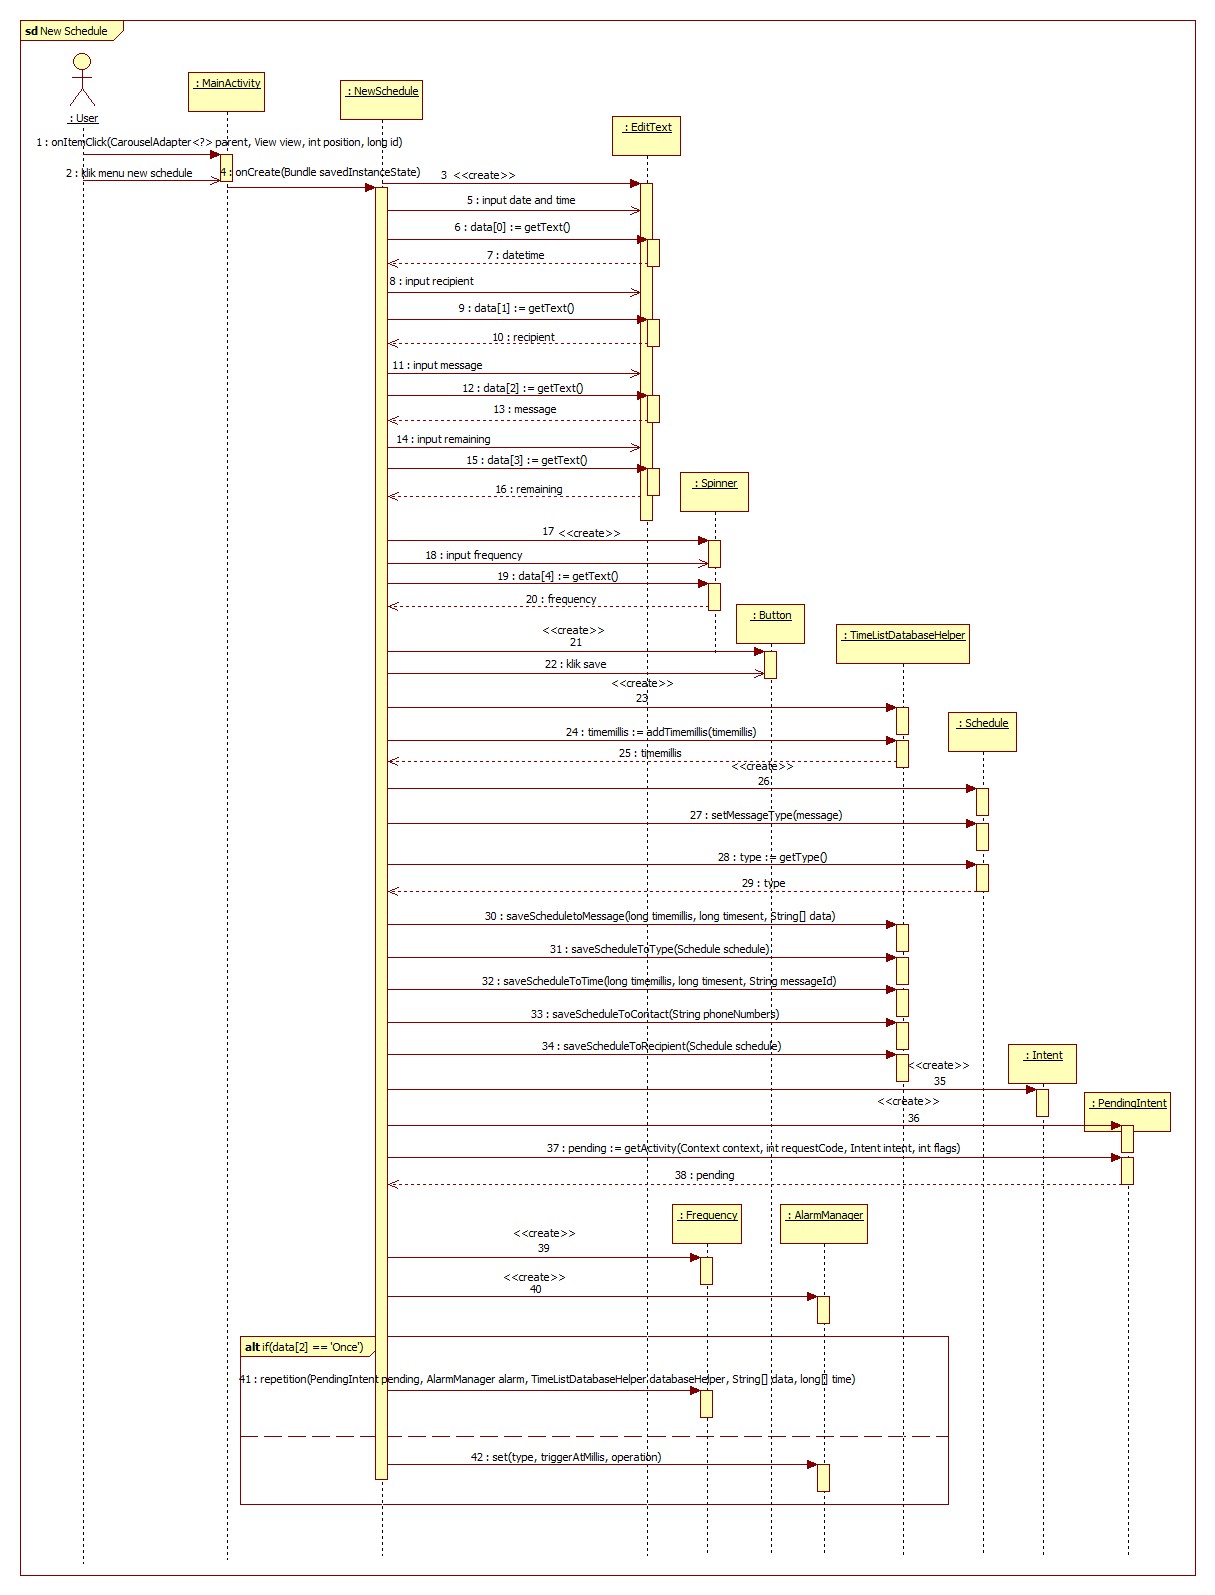 sd New Schedule
: User
: MainActivity
: NewSchedule
: EditText
1 : onItemClick(CarouselAdapter<?> parent, View view, int position, long id)
2 : klik menu new schedule
4 : onCreate(Bundle savedInstanceState)
3 <<create>>
5 : input date and time
6 : data[0] := getText()
7 : datetime
8 : input recipient
9 : data[1] := getText()
10 : recipient
11 : input message
12 : data[2] := getText()
13 : message
14 : input remaining
15 : data[3] := getText()
: Spinner
16 : remaining
17 <<create>>
18 : input frequency
19 : data[4] := getText()
20 : frequency
: Button
<<create>>
21
: TimeListDatabaseHelper
22 : klik save
<<create>>
23
: Schedule
24 : timemillis := addTimemillis(timemillis)
25 : timemillis
<<create>>
26
27 : setMessageType(message)
28 : type := getType()
29 : type
30 : saveScheduletoMessage(long timemillis, long timesent, String[] data)
31 : saveScheduleToType(Schedule schedule)
32 : saveScheduleToTime(long timemillis, long timesent, String messageId)
33 : saveScheduleToContact(String phoneNumbers)
34 : saveScheduleToRecipient(Schedule schedule)
: Intent
<<create>>
35
: PendingIntent
<<create>>
36
37 : pending := getActivity(Context context, int requestCode, Intent intent, int flags)
38 : pending
: Frequency
: AlarmManager
<<create>>
39
<<create>>
40
alt if(data[2] == 'Once')
41 : repetition(PendingIntent pending, AlarmManager alarm, TimeListDatabaseHelper databaseHelper, String[] data, long[] time)
42 : set(type, triggerAtMillis, operation)